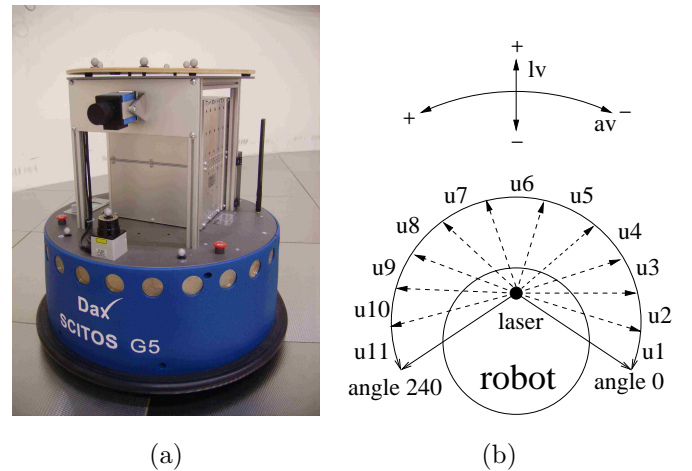 Dax
SCITOS G5
(a)
+
lv
+
−
av
−
u6
u7
u5
u8
u4
u9
u3
u10
u2
laser
u11
u1
angle 240
robot
angle 0
(b)